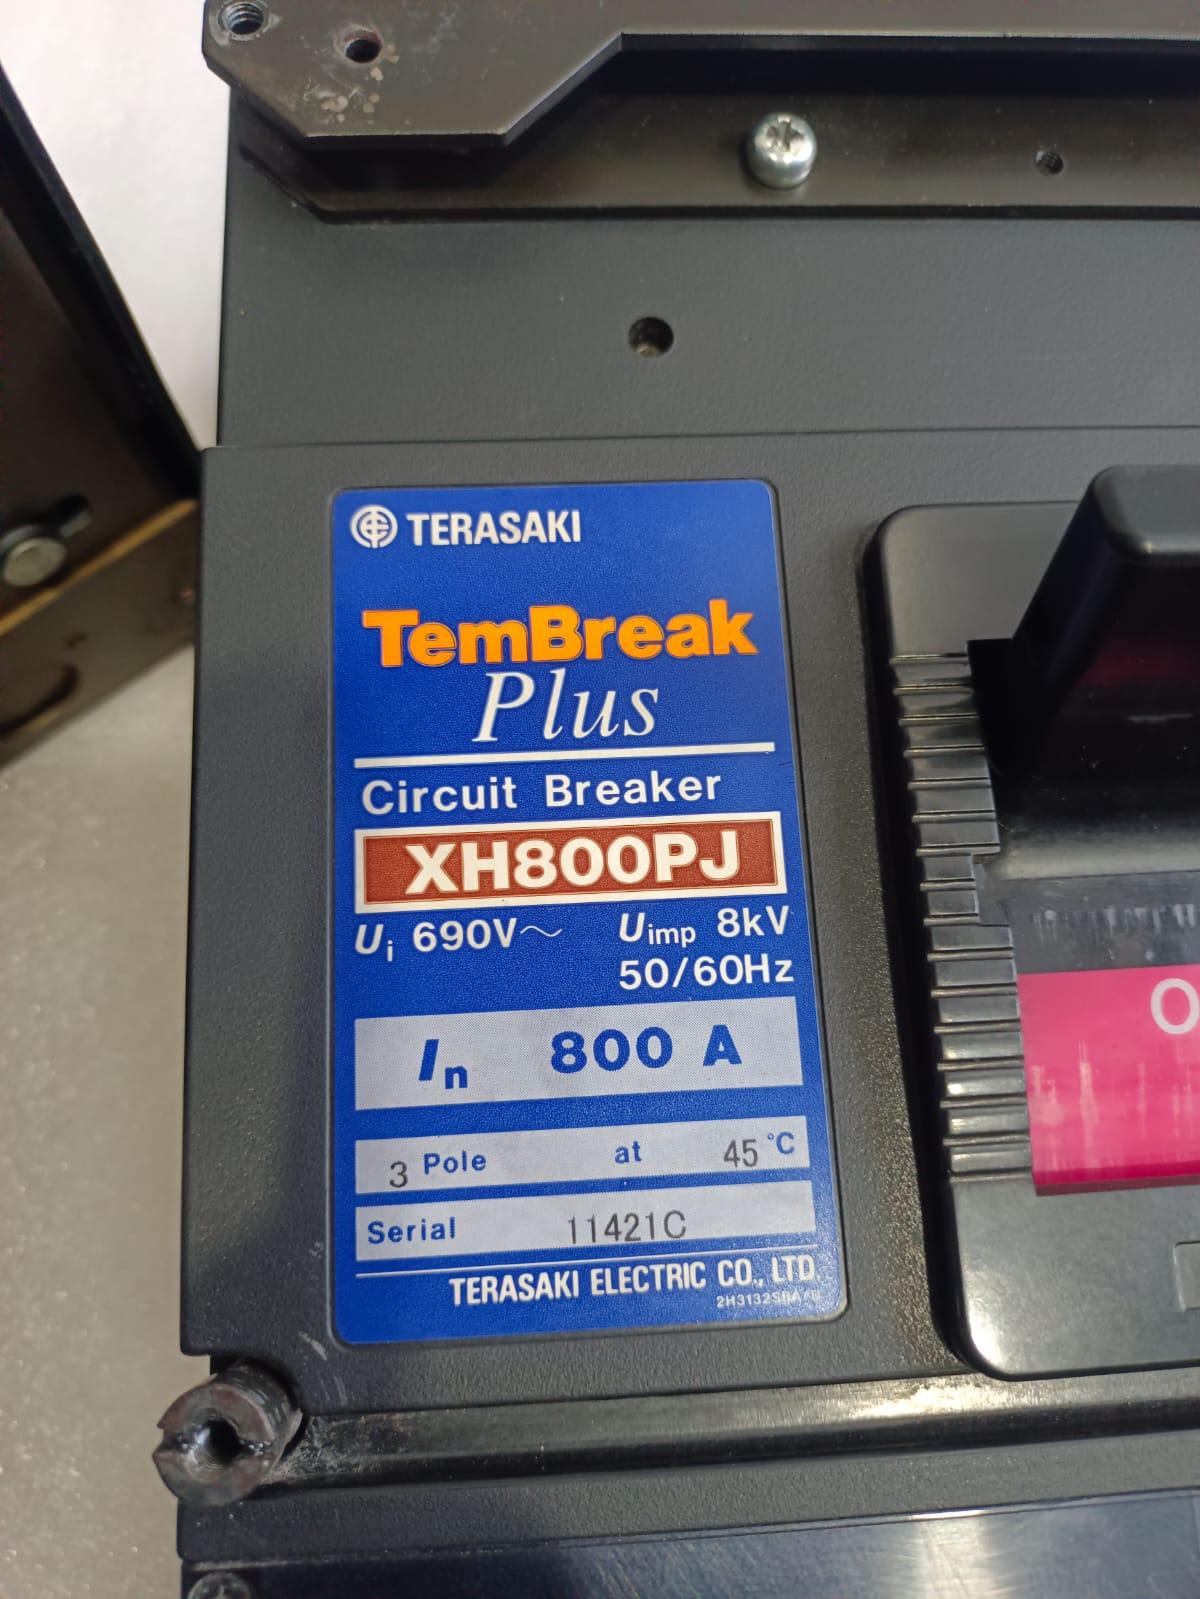 TERASAKI
TemBreak
Plus
Circuit Breaker
XH800PJ
Ui 690V~ Uimp 8kV
50/60Hz
In 800 A
3 Pole at 45 °C
Serial 11421C
TERASAKI ELECTRIC CO., LTD.
O